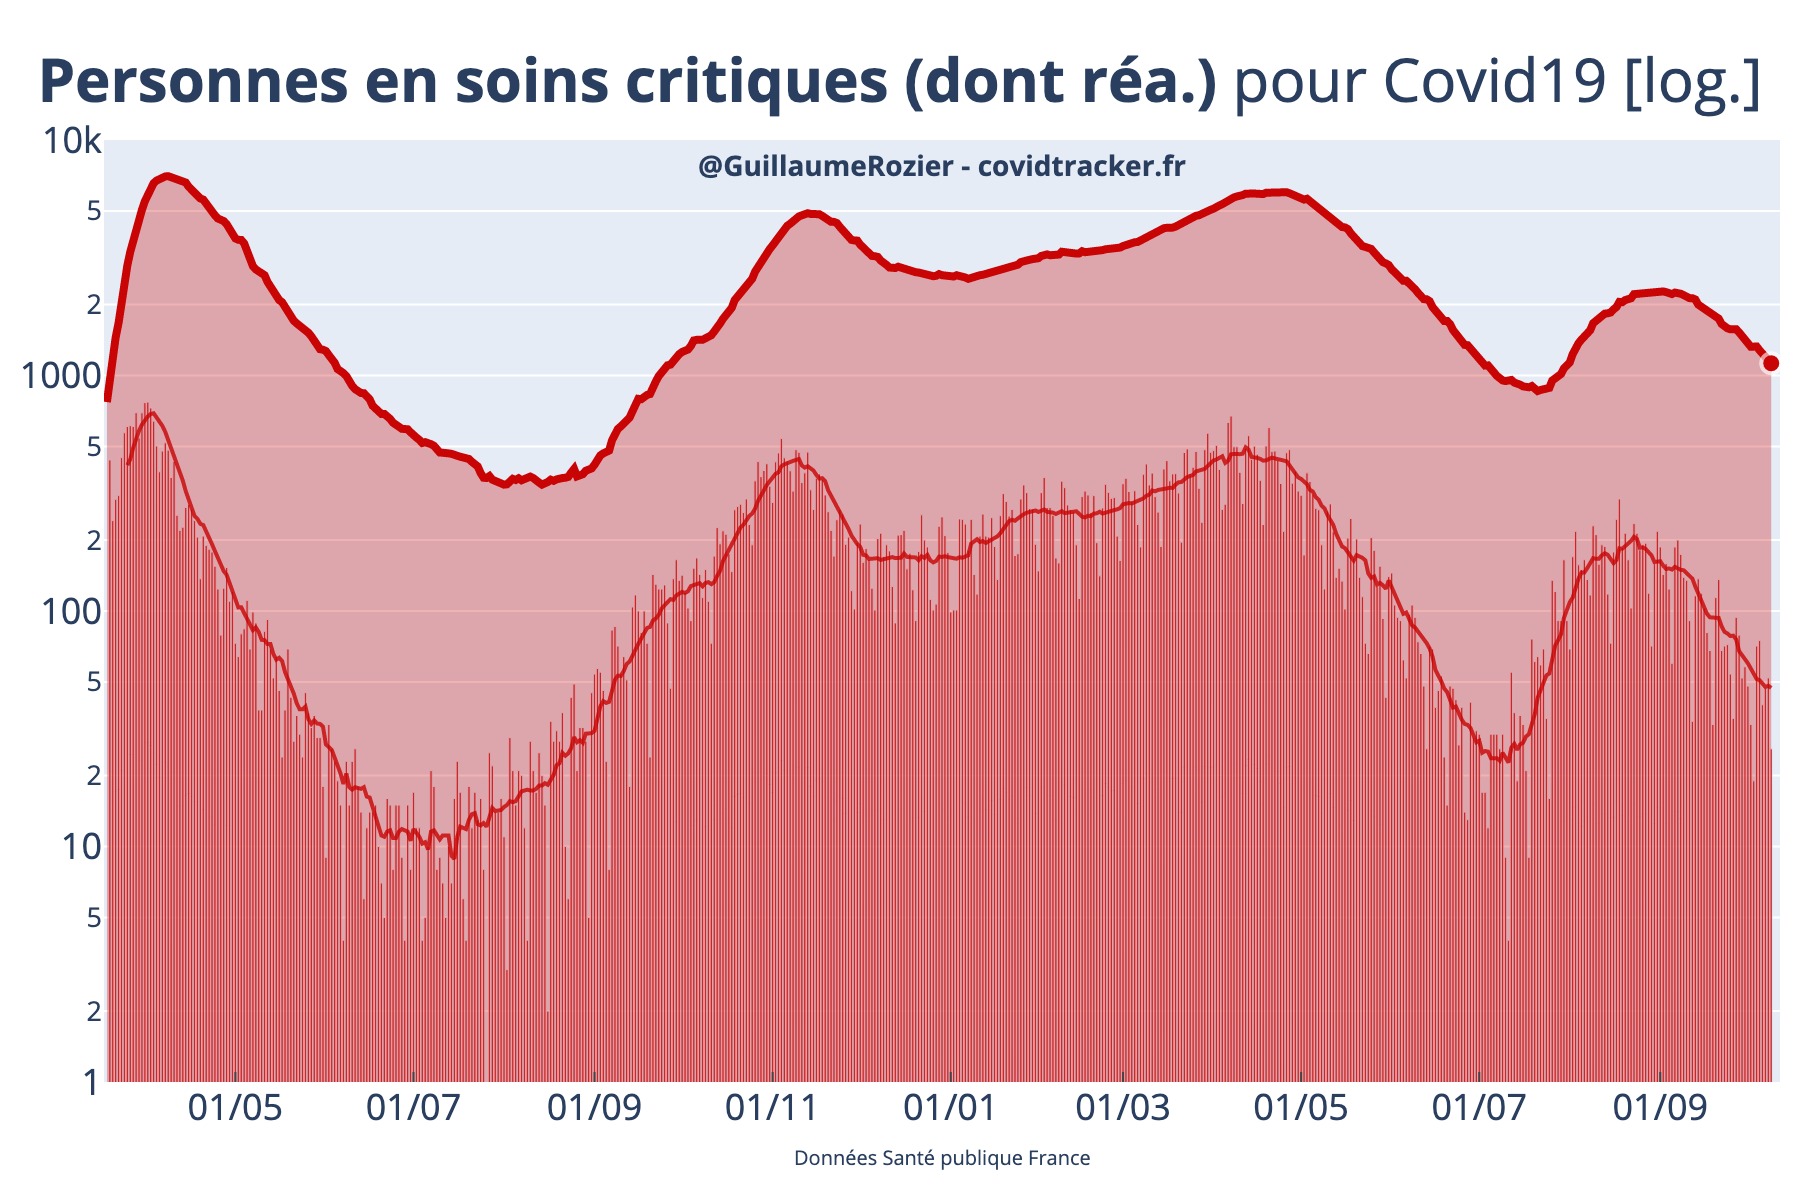 Personnes en soins critiques (dont réa.) pour Covid19 [log.]
@GuillaumeRozier - covidtracker.fr
10k
5
2
1000
5
2
100
5
2
10
5
2
1
01/05 01/07 01/09 01/11 01/01 01/03 01/05 01/07 01/09
Données Santé publique France